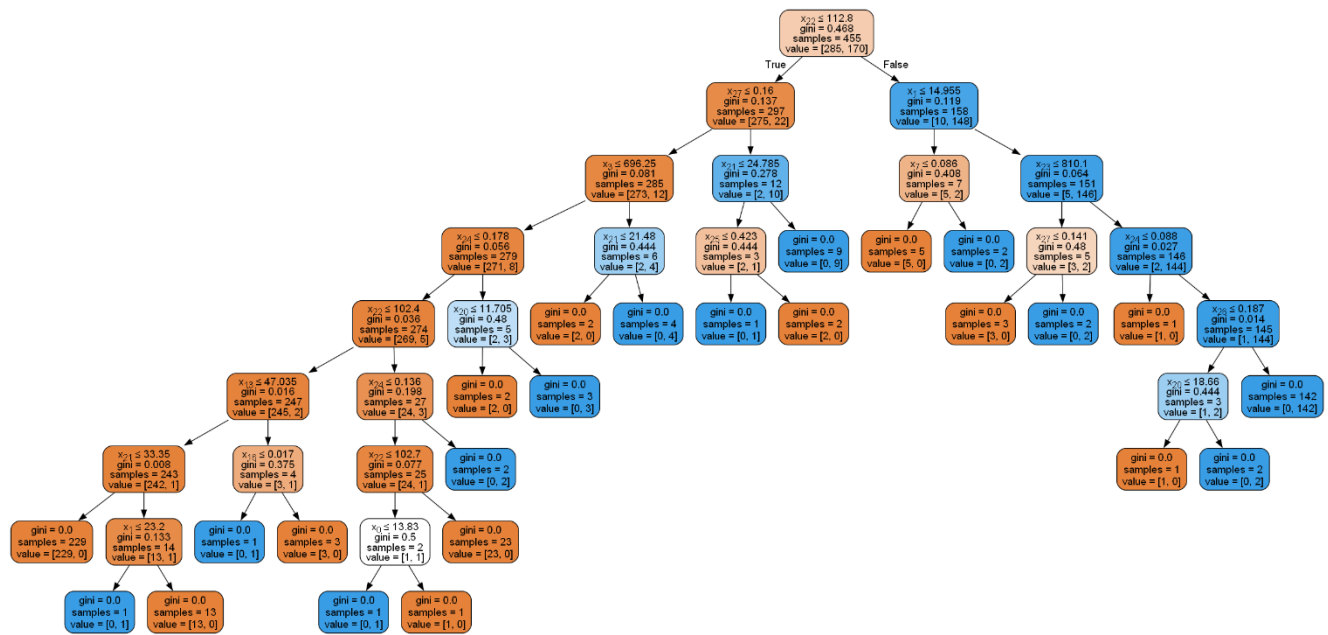 x22 ≤ 112.8
gini = 0.468
samples = 455
value = [285, 170]
True
False
x27 ≤ 0.16
gini = 0.137
samples = 297
value = [275, 22]
x1 ≤ 14.955
gini = 0.119
samples = 158
value = [10, 148]
x3 ≤ 696.25
gini = 0.081
samples = 285
value = [273, 12]
x21 ≤ 24.785
gini = 0.278
samples = 12
value = [2, 10]
x7 ≤ 0.086
gini = 0.408
samples = 7
value = [5, 2]
x23 ≤ 810.1
gini = 0.064
samples = 151
value = [5, 146]
x24 ≤ 0.178
gini = 0.056
samples = 279
value = [271, 8]
x21 ≤ 21.48
gini = 0.444
samples = 6
value = [2, 4]
x25 ≤ 0.423
gini = 0.444
samples = 3
value = [2, 1]
gini = 0.0
samples = 9
value = [0, 9]
gini = 0.0
samples = 5
value = [5, 0]
gini = 0.0
samples = 2
value = [0, 2]
x27 ≤ 0.141
gini = 0.48
samples = 5
value = [3, 2]
x24 ≤ 0.088
gini = 0.027
samples = 146
value = [2, 144]
x22 ≤ 102.4
gini = 0.036
samples = 274
value = [269, 5]
x20 ≤ 11.705
gini = 0.48
samples = 5
value = [2, 3]
gini = 0.0
samples = 2
value = [2, 0]
gini = 0.0
samples = 4
value = [0, 4]
gini = 0.0
samples = 1
value = [0, 1]
gini = 0.0
samples = 2
value = [2, 0]
gini = 0.0
samples = 3
value = [3, 0]
gini = 0.0
samples = 2
value = [0, 2]
gini = 0.0
samples = 1
value = [1, 0]
x26 ≤ 0.187
gini = 0.014
samples = 145
value = [1, 144]
x13 ≤ 47.035
gini = 0.016
samples = 247
value = [245, 2]
x24 ≤ 0.136
gini = 0.198
samples = 27
value = [24, 3]
gini = 0.0
samples = 2
value = [2, 0]
gini = 0.0
samples = 3
value = [0, 3]
x20 ≤ 18.66
gini = 0.444
samples = 3
value = [1, 2]
gini = 0.0
samples = 142
value = [0, 142]
x21 ≤ 33.35
gini = 0.008
samples = 243
value = [242, 1]
x18 ≤ 0.017
gini = 0.375
samples = 4
value = [3, 1]
x22 ≤ 102.7
gini = 0.077
samples = 25
value = [24, 1]
gini = 0.0
samples = 2
value = [0, 2]
gini = 0.0
samples = 1
value = [1, 0]
gini = 0.0
samples = 2
value = [0, 2]
gini = 0.0
samples = 229
value = [229, 0]
x1 ≤ 23.2
gini = 0.133
samples = 14
value = [13, 1]
gini = 0.0
samples = 1
value = [0, 1]
gini = 0.0
samples = 3
value = [3, 0]
x0 ≤ 13.83
gini = 0.5
samples = 2
value = [1, 1]
gini = 0.0
samples = 23
value = [23, 0]
gini = 0.0
samples = 1
value = [0, 1]
gini = 0.0
samples = 13
value = [13, 0]
gini = 0.0
samples = 1
value = [0, 1]
gini = 0.0
samples = 1
value = [1, 0]